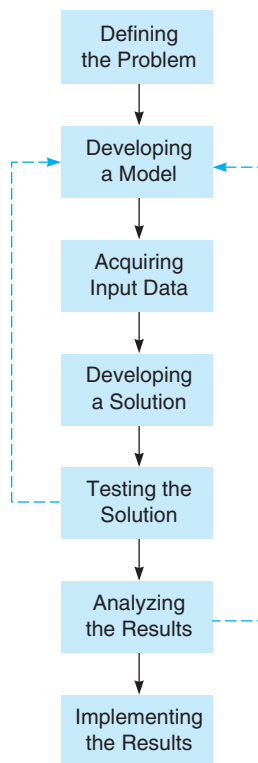 Defining
the Problem
Developing
a Model
Acquiring
Input Data
Developing
a Solution
Testing the
Solution
Analyzing
the Results
Implementing
the Results